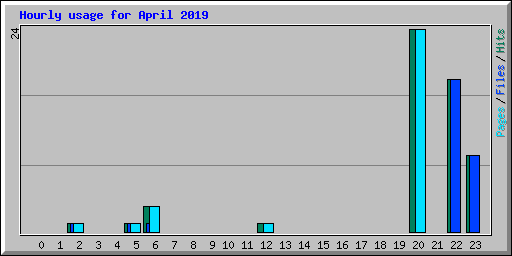 Hourly usage for April 2019
24
Pages / Files / Hits
0 1 2 3 4 5 6 7 8 9 10 11 12 13 14 15 16 17 18 19 20 21 22 23